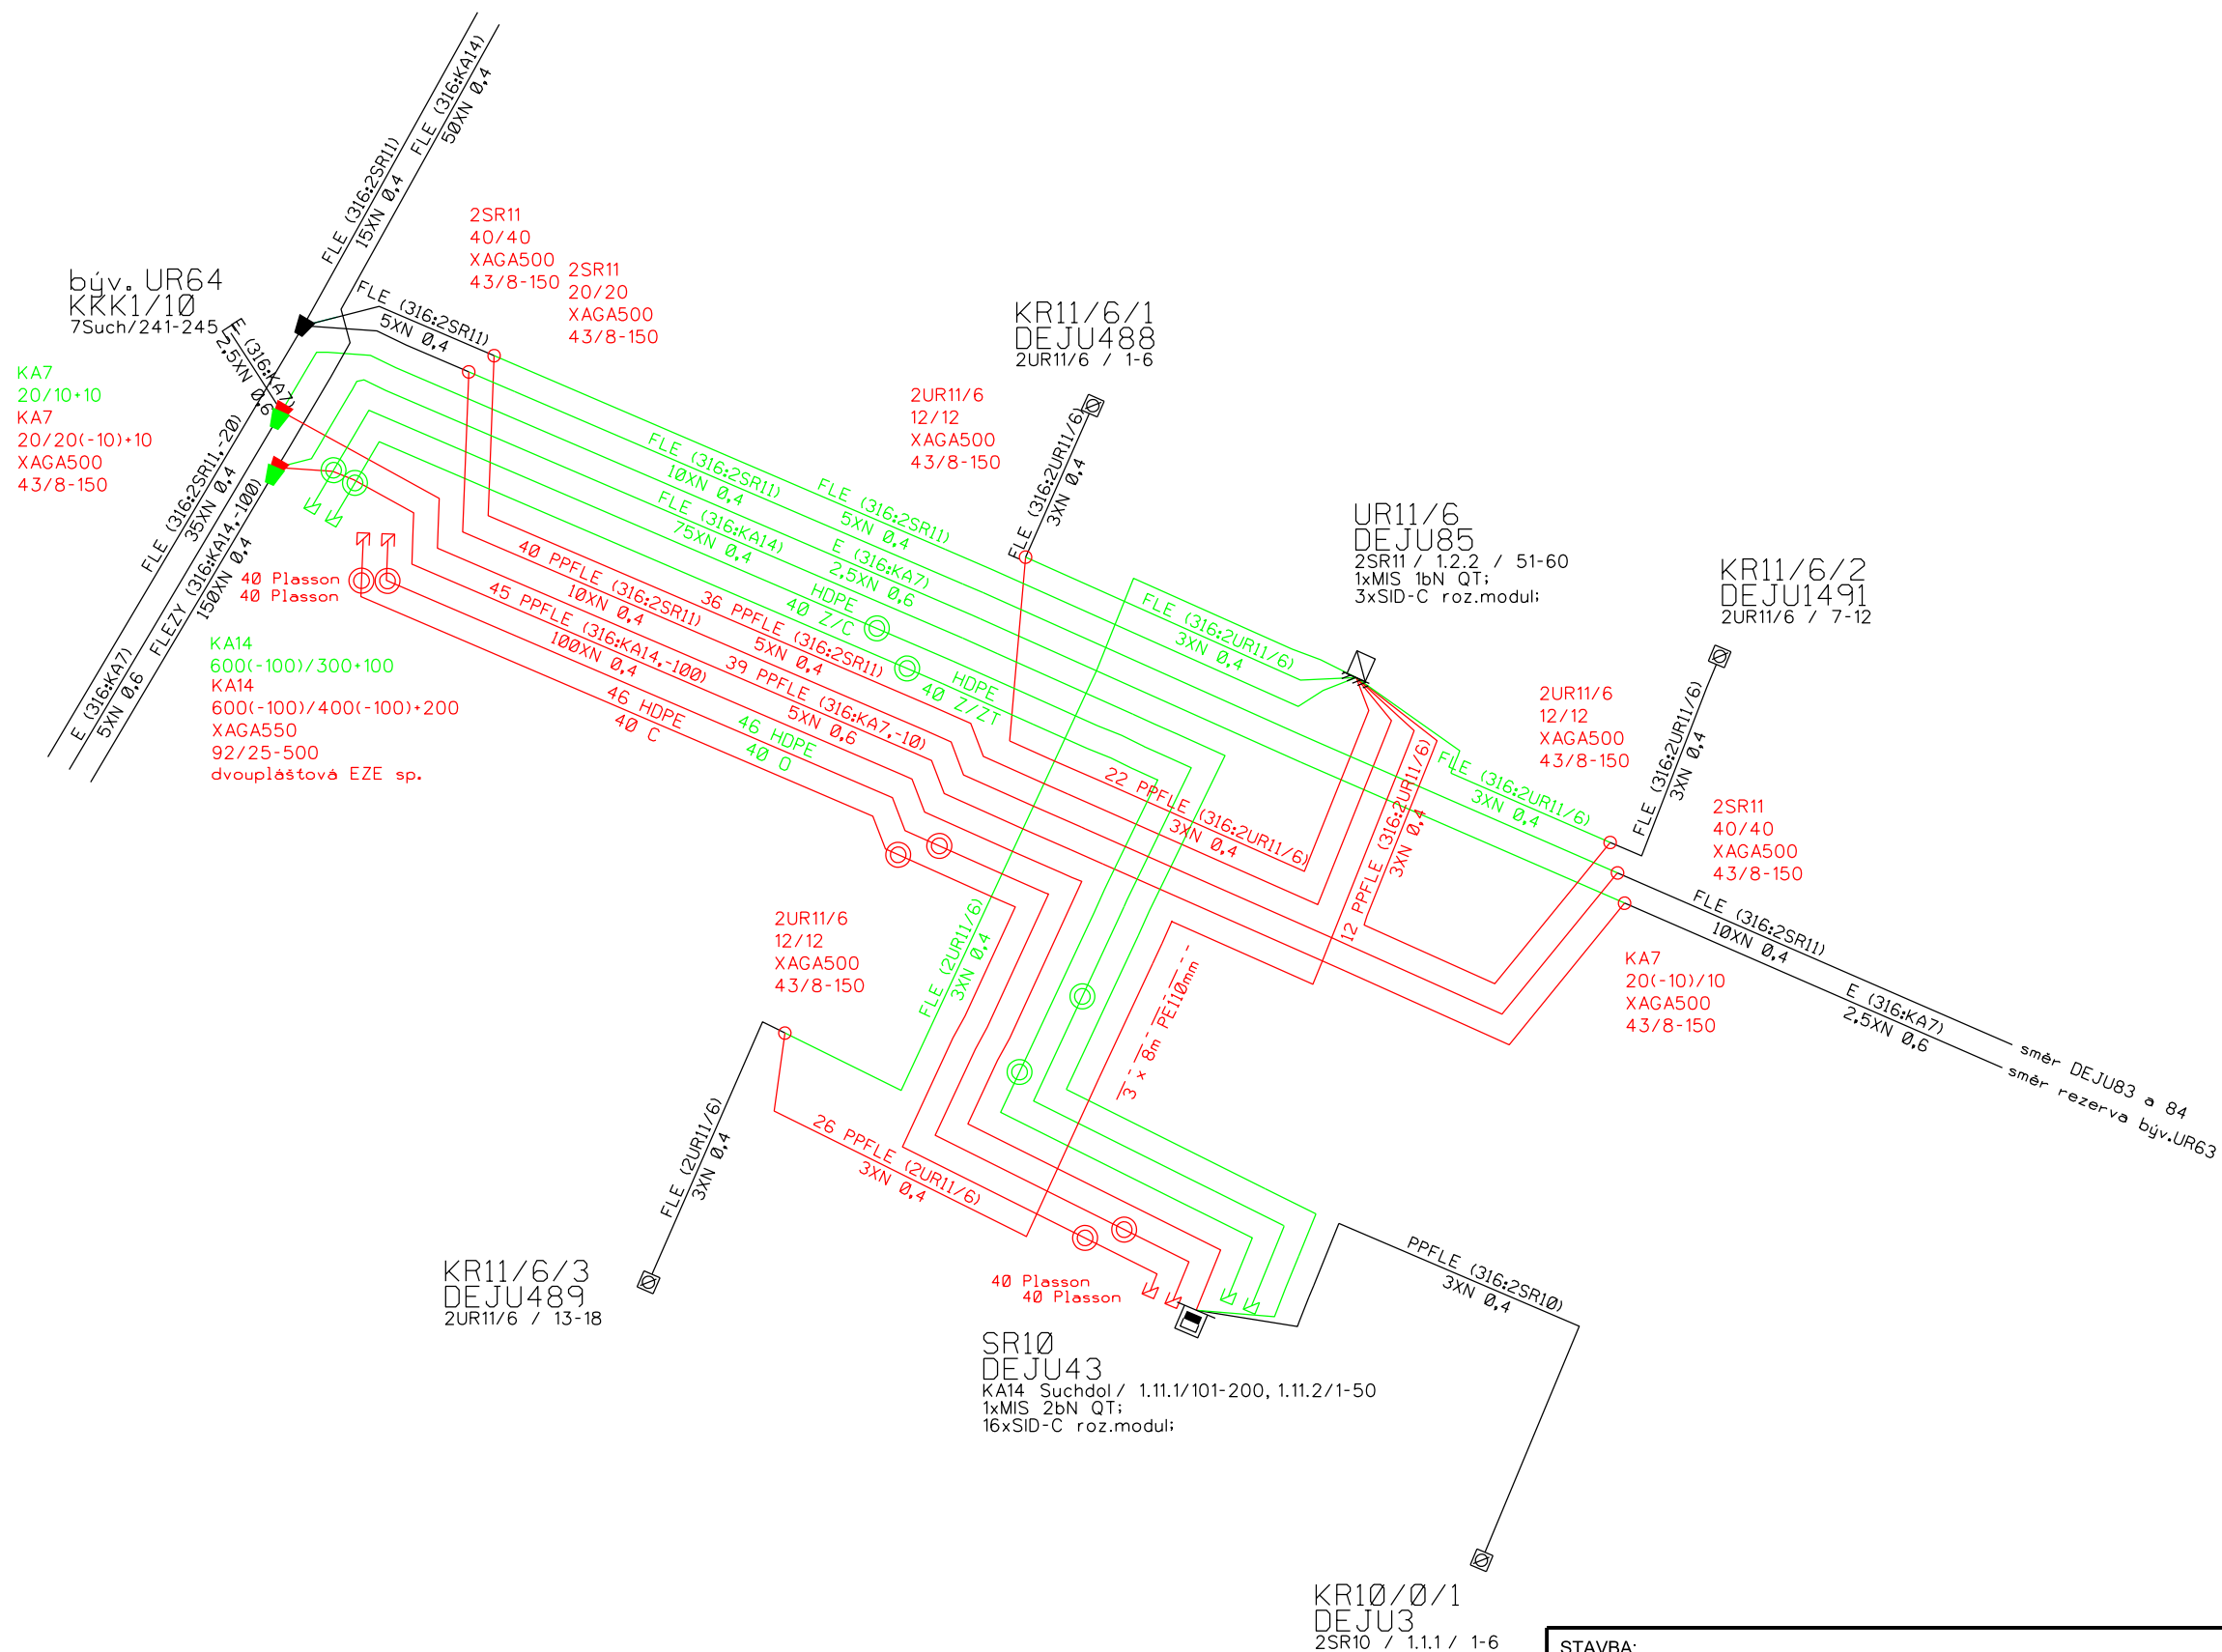 FLE (316:2SR11)
15XN 0,4
FLE (316:KA14)
50XN 0,4
2SR11
40/40
XAGA500
43/8-150
2SR11
20/20
XAGA500
43/8-150
býv. UR64
KKK1/10
7Such/241-245
E (316:KA7)
2,5XN 0,6
FLE (316:2SR11)
5XN 0,4
KR11/6/1
DEJU488
2UR11/6 / 1-6
KA7
20/10+10
KA7
20/20(-10)+10
XAGA500
43/8-150
2UR11/6
12/12
XAGA500
43/8-150
FLE (316:2UR11/6)
3XN 0,4
FLE (316:2SR11,-20)
35XN 0,4
FLEZY (316:KA14,-100)
150XN 0,4
E (316:KA7)
5XN 0,6
FLE (316:2SR11)
10XN 0,4
FLE (316:2SR11)
5XN 0,4
FLE (316:KA14)
75XN 0,4
E (316:KA7)
2,5XN 0,6
HDPE
40 Z/C
HDPE
40 Z/ZT
FLE (316:2UR11/6)
3XN 0,4
UR11/6
DEJU85
2SR11 / 1.2.2 / 51-60
1xMIS 1bN QT;
3xSID-C roz.modul;
KR11/6/2
DEJU1491
2UR11/6 / 7-12
40 Plasson
40 Plasson
40 PPFLE (316:2SR11)
10XN 0,4
36 PPFLE (316:2SR11)
5XN 0,4
45 PPFLE (316:KA14,-100)
100XN 0,4
39 PPFLE (316:KA7,-10)
5XN 0,6
46 HDPE
40 C
46 HDPE
40 O
KA14
600(-100)/300+100
KA14
600(-100)/400(-100)+200
XAGA550
92/25-500
dvouplášťová EZE sp.
22 PPFLE (316:2UR11/6)
3XN 0,4
12 PPFLE (316:2UR11/6)
3XN 0,4
FLE (316:2UR11/6)
3XN 0,4
2UR11/6
12/12
XAGA500
43/8-150
FLE (316:2UR11/6)
3XN 0,4
2SR11
40/40
XAGA500
43/8-150
FLE (316:2SR11)
10XN 0,4
KA7
20(-10)/10
XAGA500
43/8-150
E (316:KA7)
2,5XN 0,6
směr DEJU83 a 84
směr rezerva býv.UR63
2UR11/6
12/12
XAGA500
43/8-150
FLE (2UR11/6)
3XN 0,4
3 x 8m PE110mm
FLE (2UR11/6)
3XN 0,4
26 PPFLE (2UR11/6)
3XN 0,4
KR11/6/3
DEJU489
2UR11/6 / 13-18
40 Plasson
40 Plasson
PPFLE (316:2SR10)
3XN 0,4
SR10
DEJU43
KA14 Suchdol/ 1.11.1/101-200, 1.11.2/1-50
1xMIS 2bN QT;
16xSID-C roz.modul;
KR10/0/1
DEJU3
2SR10 / 1.1.1 / 1-6
STAVBA: